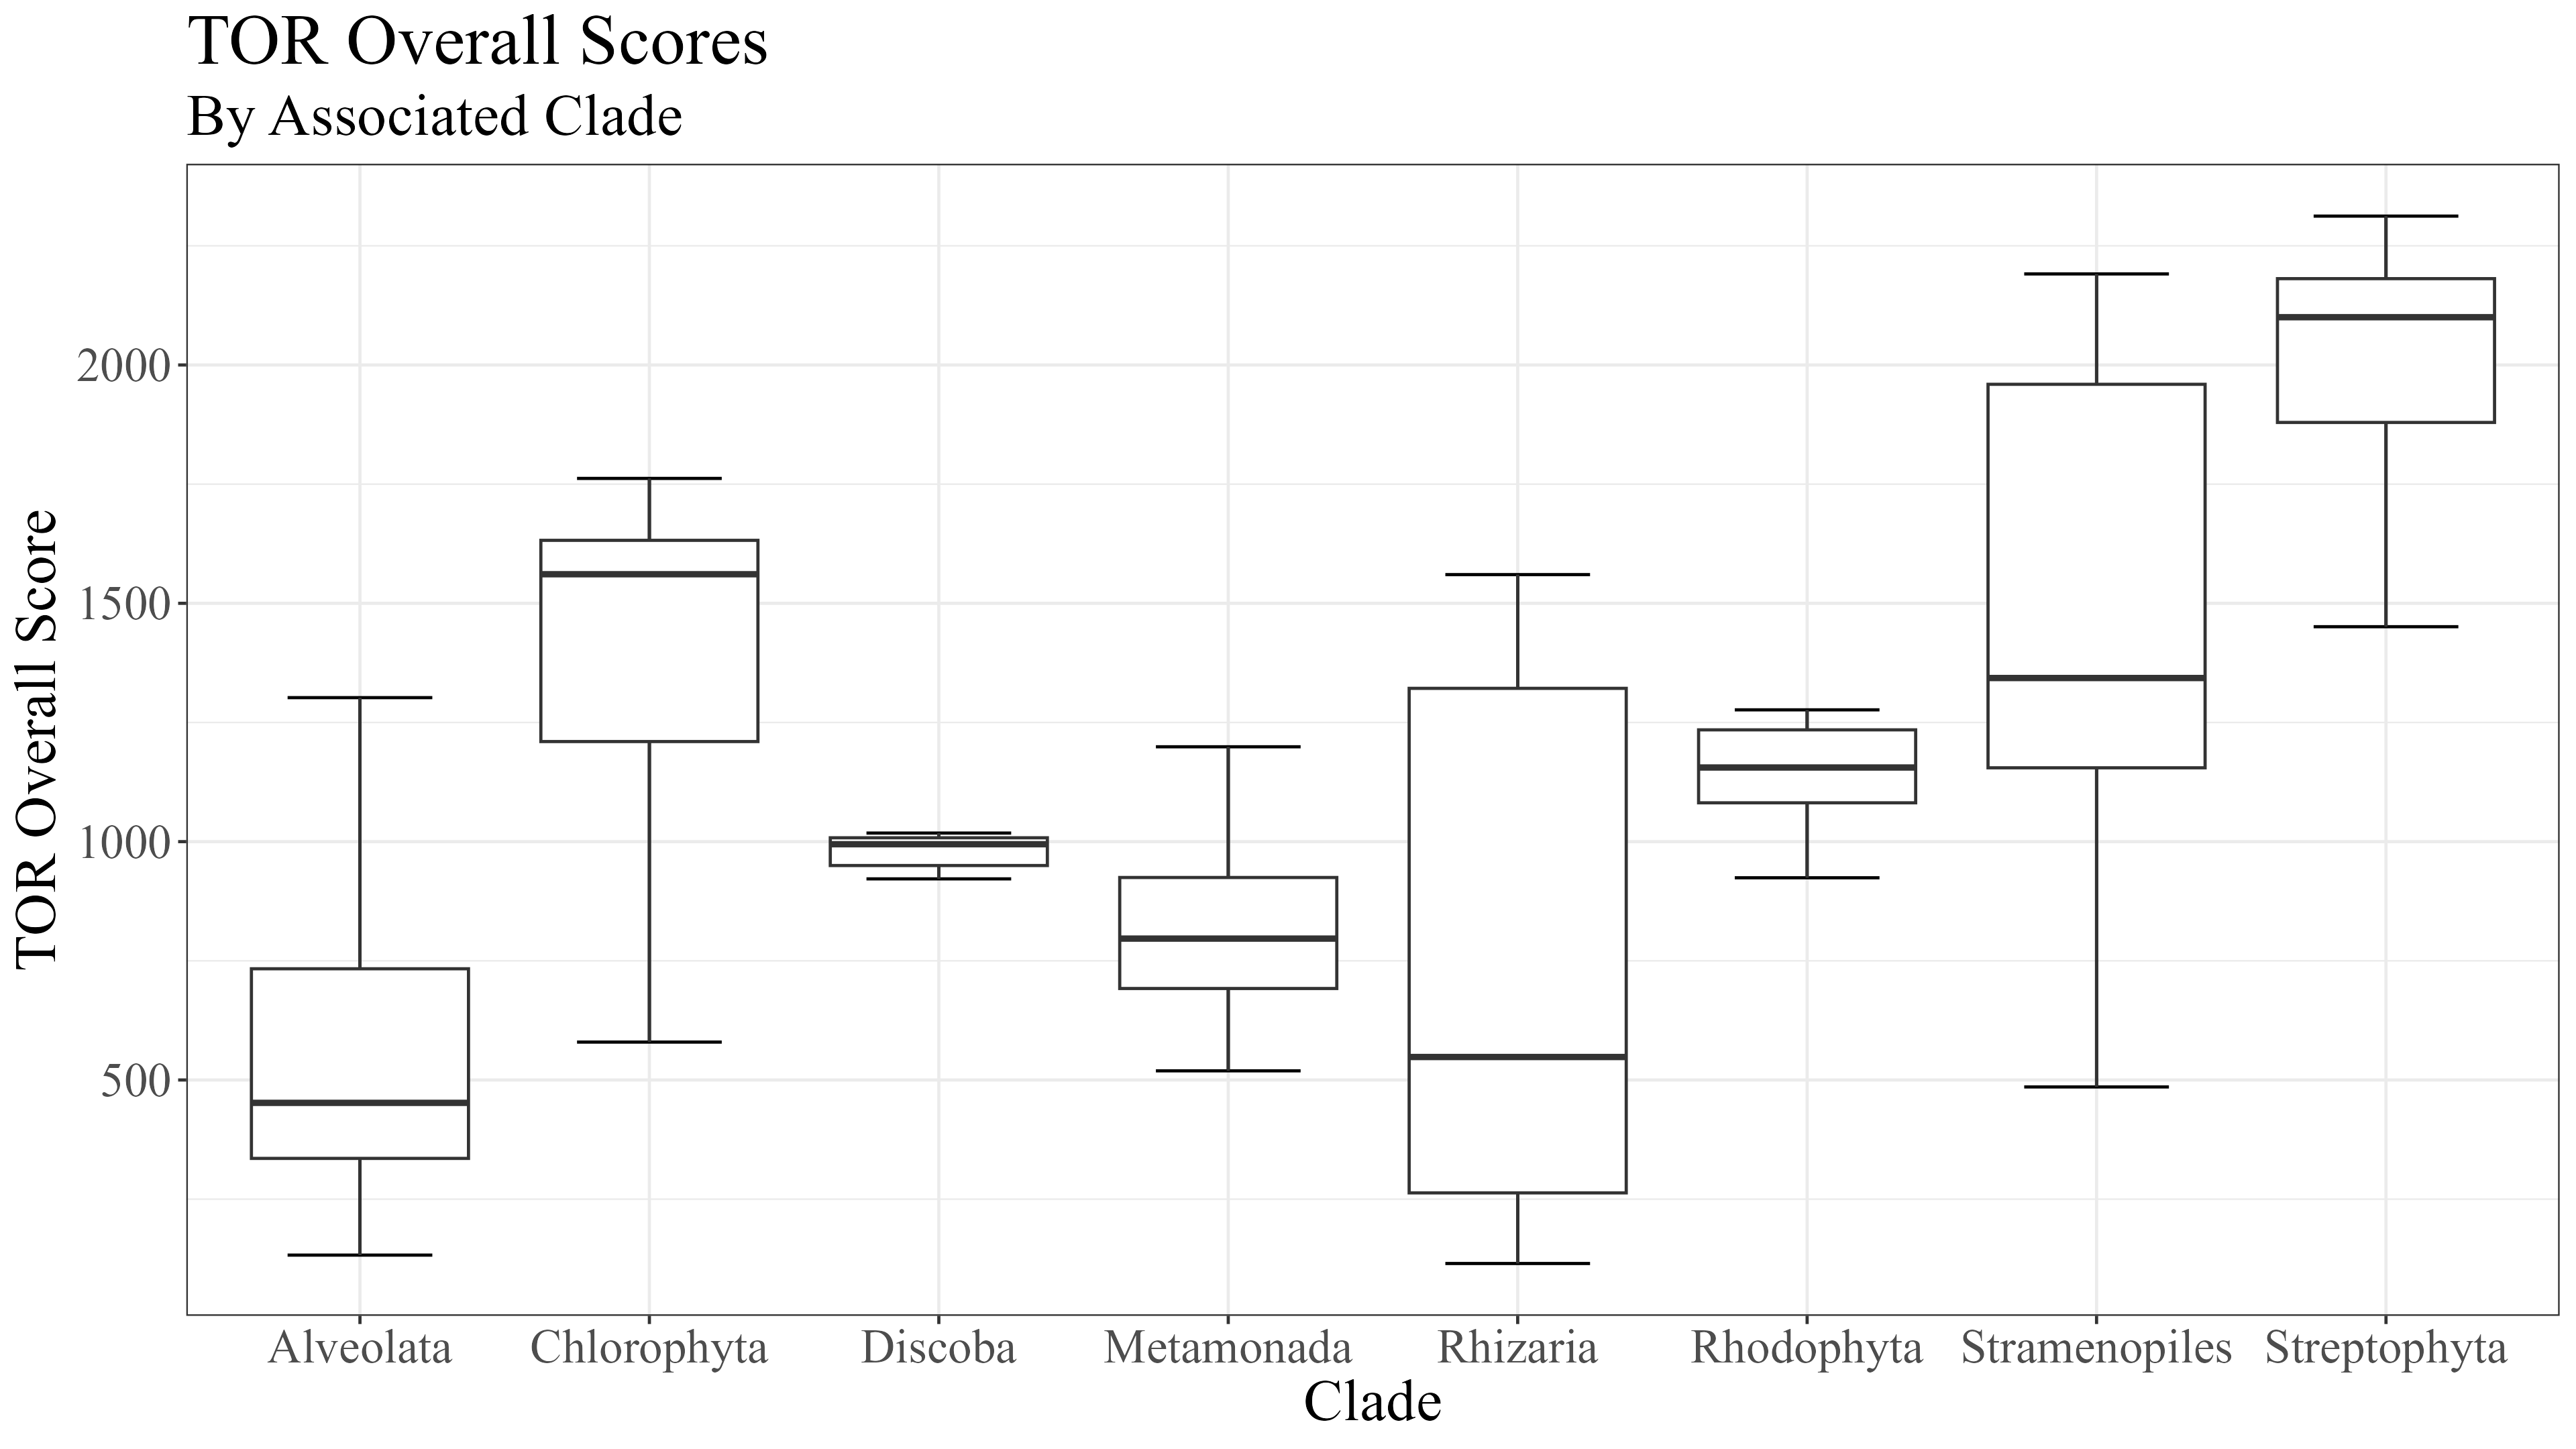 TOR Overall Scores
By Associated Clade
TOR Overall Score
2000
1500
1000
500
Alveolata Chlorophyta Discoba Metamonada Rhizaria Rhodophyta Stramenopiles Streptophyta
Clade